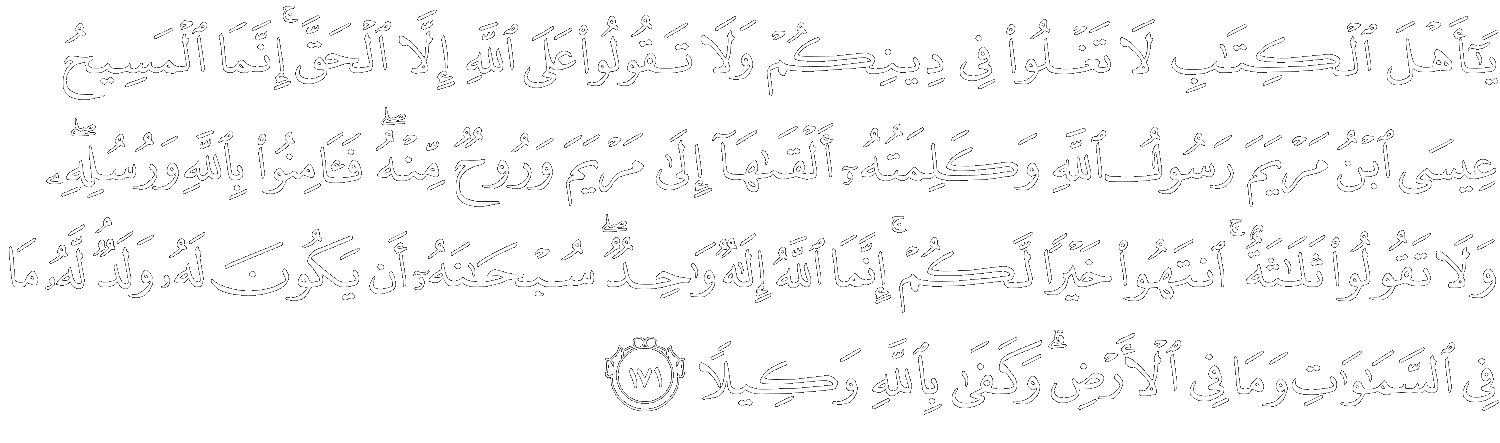 يَٰٓأَهْلَ ٱلْكِتَٰبِ لَا تَغْلُوا۟ فِى دِينِكُمْ وَلَا تَقُولُوا۟ عَلَى ٱللَّهِ إِلَّا ٱلْحَقَّ ۚ إِنَّمَا ٱلْمَسِيحُ
عِيسَى ٱبْنُ مَرْيَمَ رَسُولُ ٱللَّهِ وَكَلِمَتُهُۥٓ أَلْقَىٰهَآ إِلَىٰ مَرْيَمَ وَرُوحٌ مِّنْهُ ۖ فَـَٔامِنُوا۟ بِٱللَّهِ وَرُسُلِهِۦ ۖ
وَلَا تَقُولُوا۟ ثَلَٰثَةٌ ۚ ٱنتَهُوا۟ خَيْرًا لَّكُمْ ۚ إِنَّمَا ٱللَّهُ إِلَٰهٌ وَٰحِدٌ ۖ سُبْحَٰنَهُۥٓ أَن يَكُونَ لَهُۥ وَلَدٌ ۘ لَّهُۥ مَا
فِى ٱلسَّمَٰوَٰتِ وَمَا فِى ٱلْأَرْضِ ۗ وَكَفَىٰ بِٱللَّهِ وَكِيلًا ١٧١